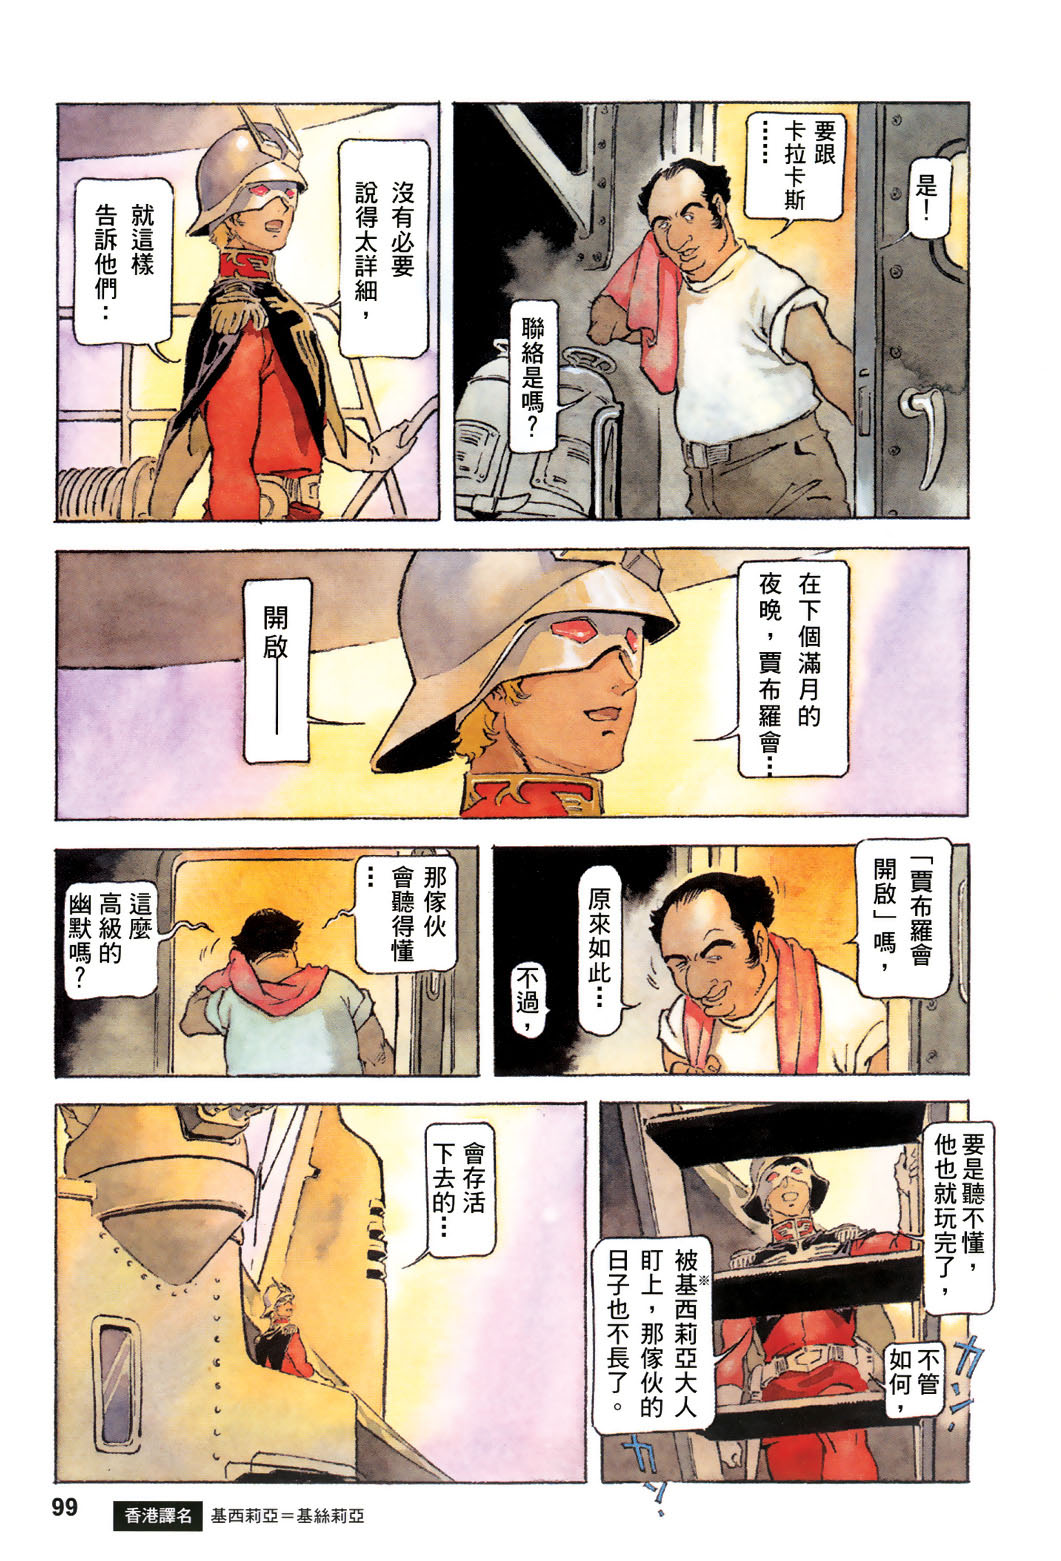 是！
要跟
卡拉卡斯
……
聯絡是嗎？
沒有必要
說得太詳細，
就這樣
告訴他們…
在下個滿月的
夜晚，賈布羅會…
開啟——
「賈布羅會
開啟」嗎，
原來如此…
不過，
那傢伙
會聽得懂
…
這麼
高級的
幽默嗎？
要是聽不懂，
他也就玩完了，
不管
如何，
被基西莉亞大人
※
盯上，那傢伙的
日子也不長了。
カン
カン
會存活
下去的…
99
香港譯名
基西莉亞＝基絲莉亞